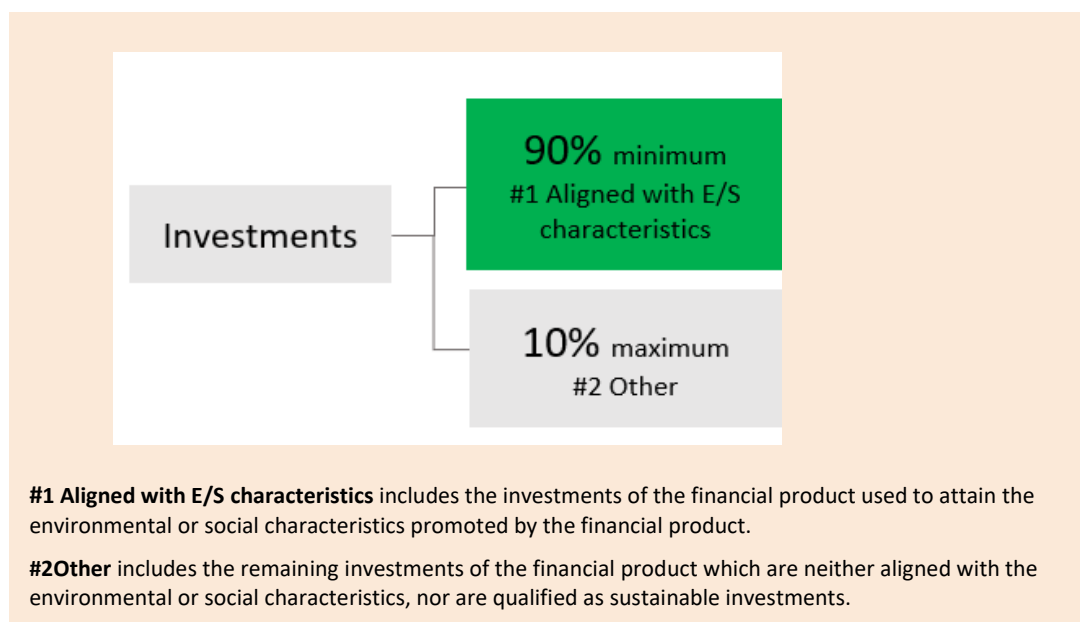 90% minimum
#1 Aligned with E/S
characteristics
Investments
10% maximum
#2 Other
#1 Aligned with E/S characteristics includes the investments of the financial product used to attain the
environmental or social characteristics promoted by the financial product.
#2Other includes the remaining investments of the financial product which are neither aligned with the
environmental or social characteristics, nor are qualified as sustainable investments.